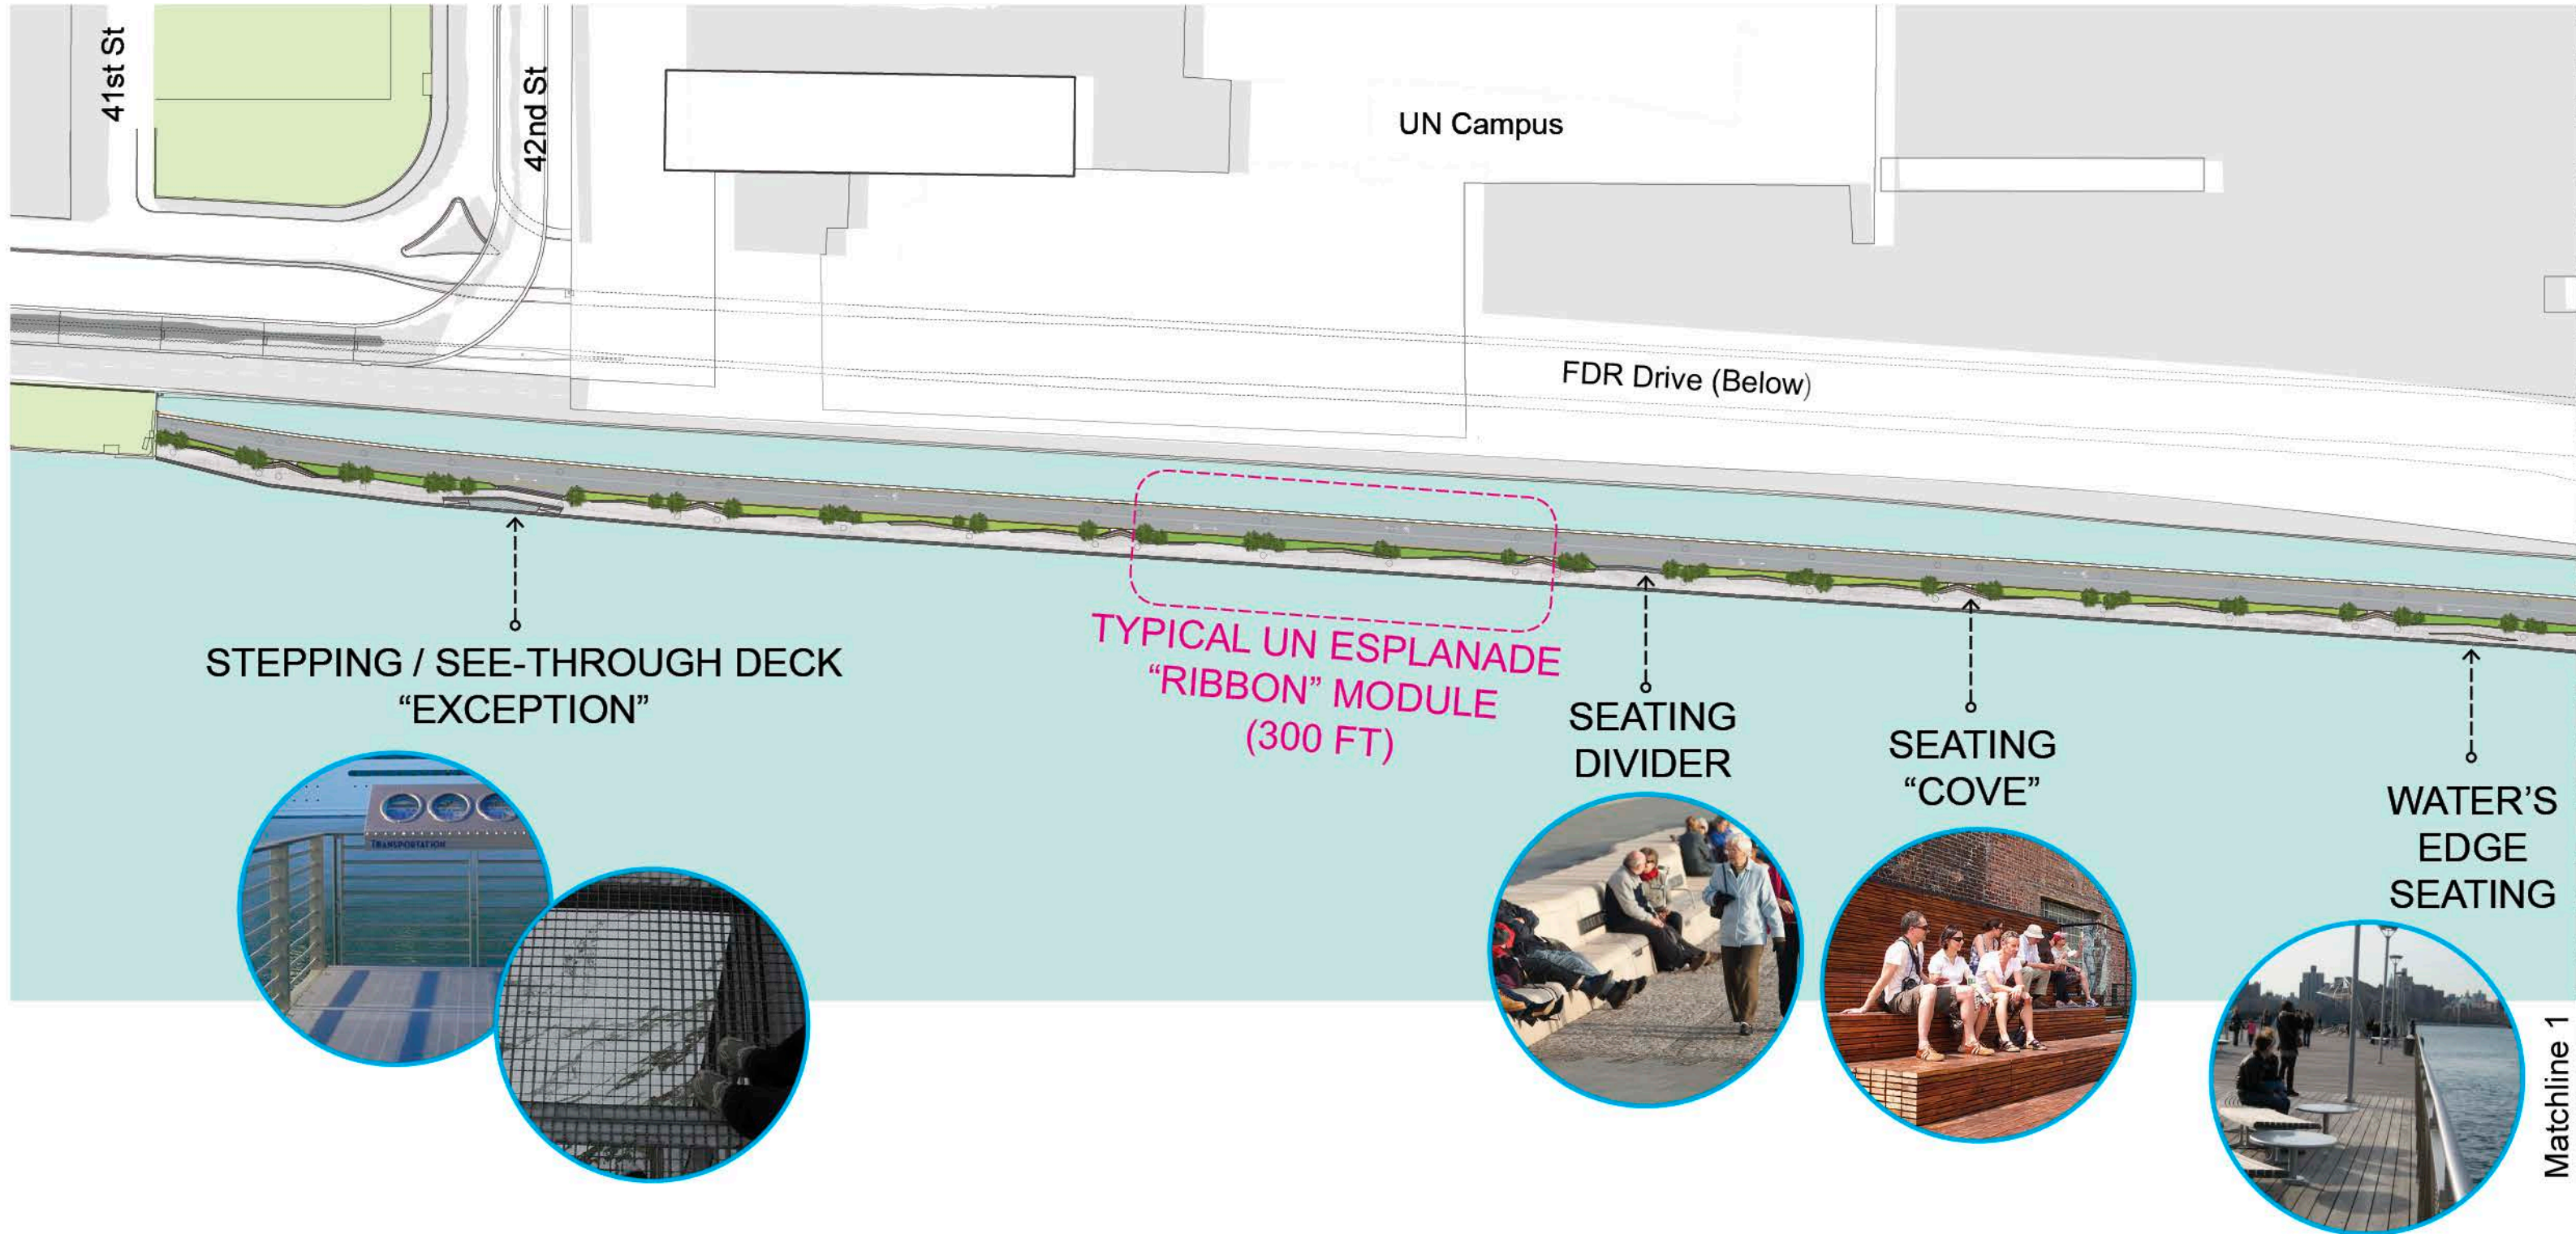 41st St
42nd St
UN Campus
FDR Drive (Below)
STEPPING / SEE-THROUGH DECK
“EXCEPTION”
TYPICAL UN ESPLANADE
“RIBBON” MODULE
(300 FT)
SEATING
DIVIDER
SEATING
“COVE”
WATER’S
EDGE
SEATING
TRANSPORTATION
Matchline 1